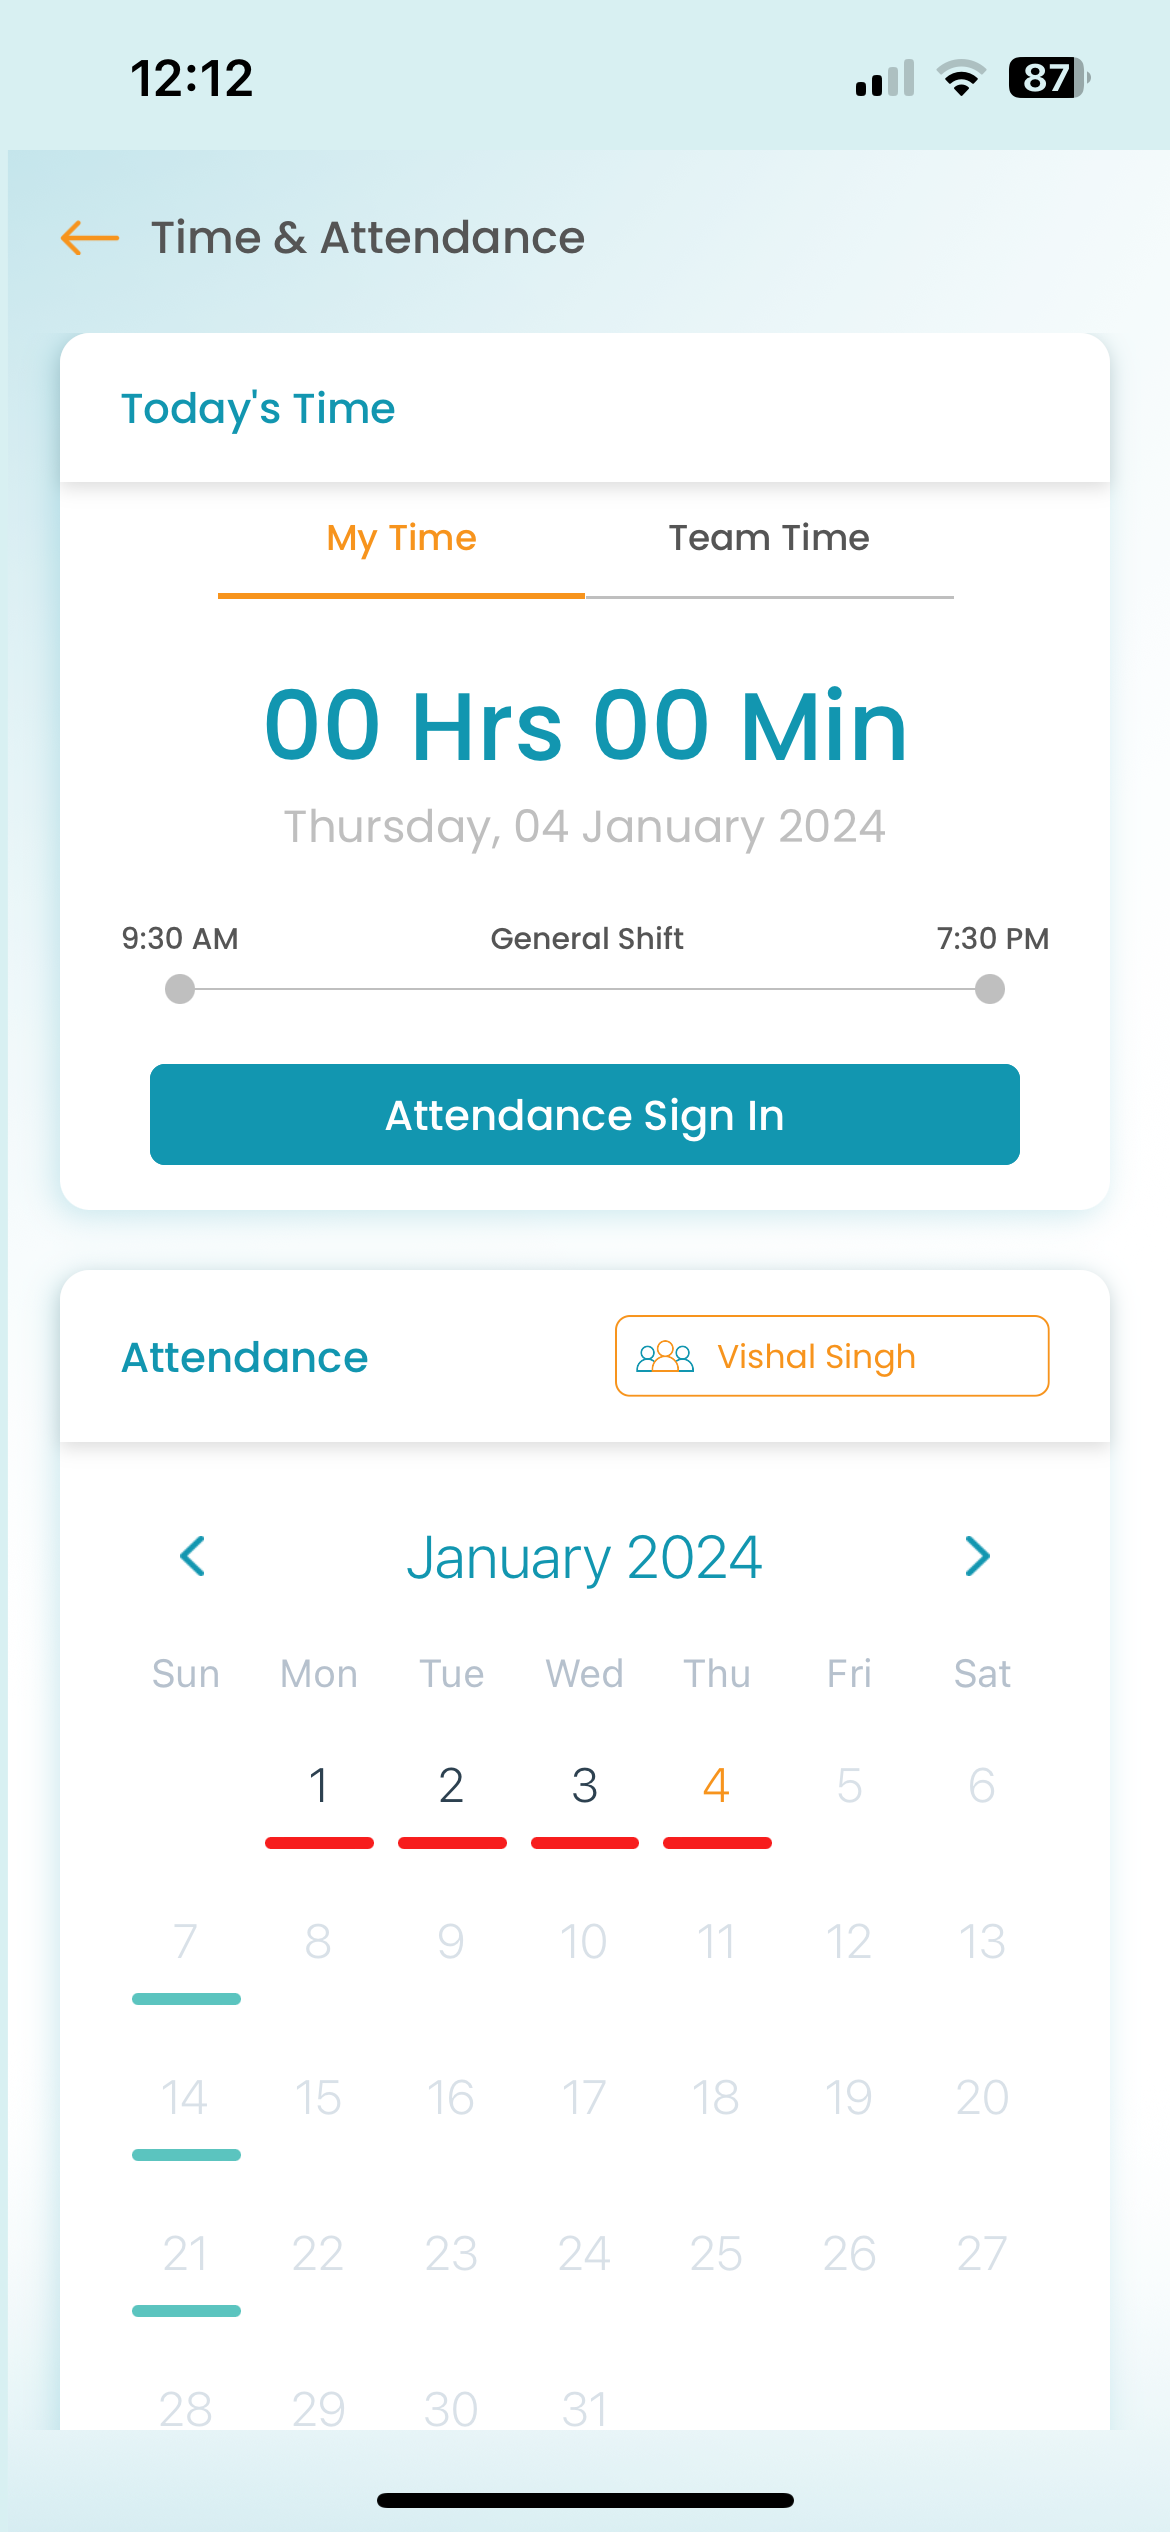 12:12
87
Time & Attendance
Today's Time
My Time Team Time
00 Hrs 00 Min
Thursday, 04 January 2024
9:30 AM General Shift 7:30 PM
Attendance Sign In
Attendance Vishal Singh
January 2024
Sun Mon Tue Wed Thu Fri Sat
1 2 3 4 5 6
7 8 9 10 11 12 13
14 15 16 17 18 19 20
21 22 23 24 25 26 27
28 29 30 31